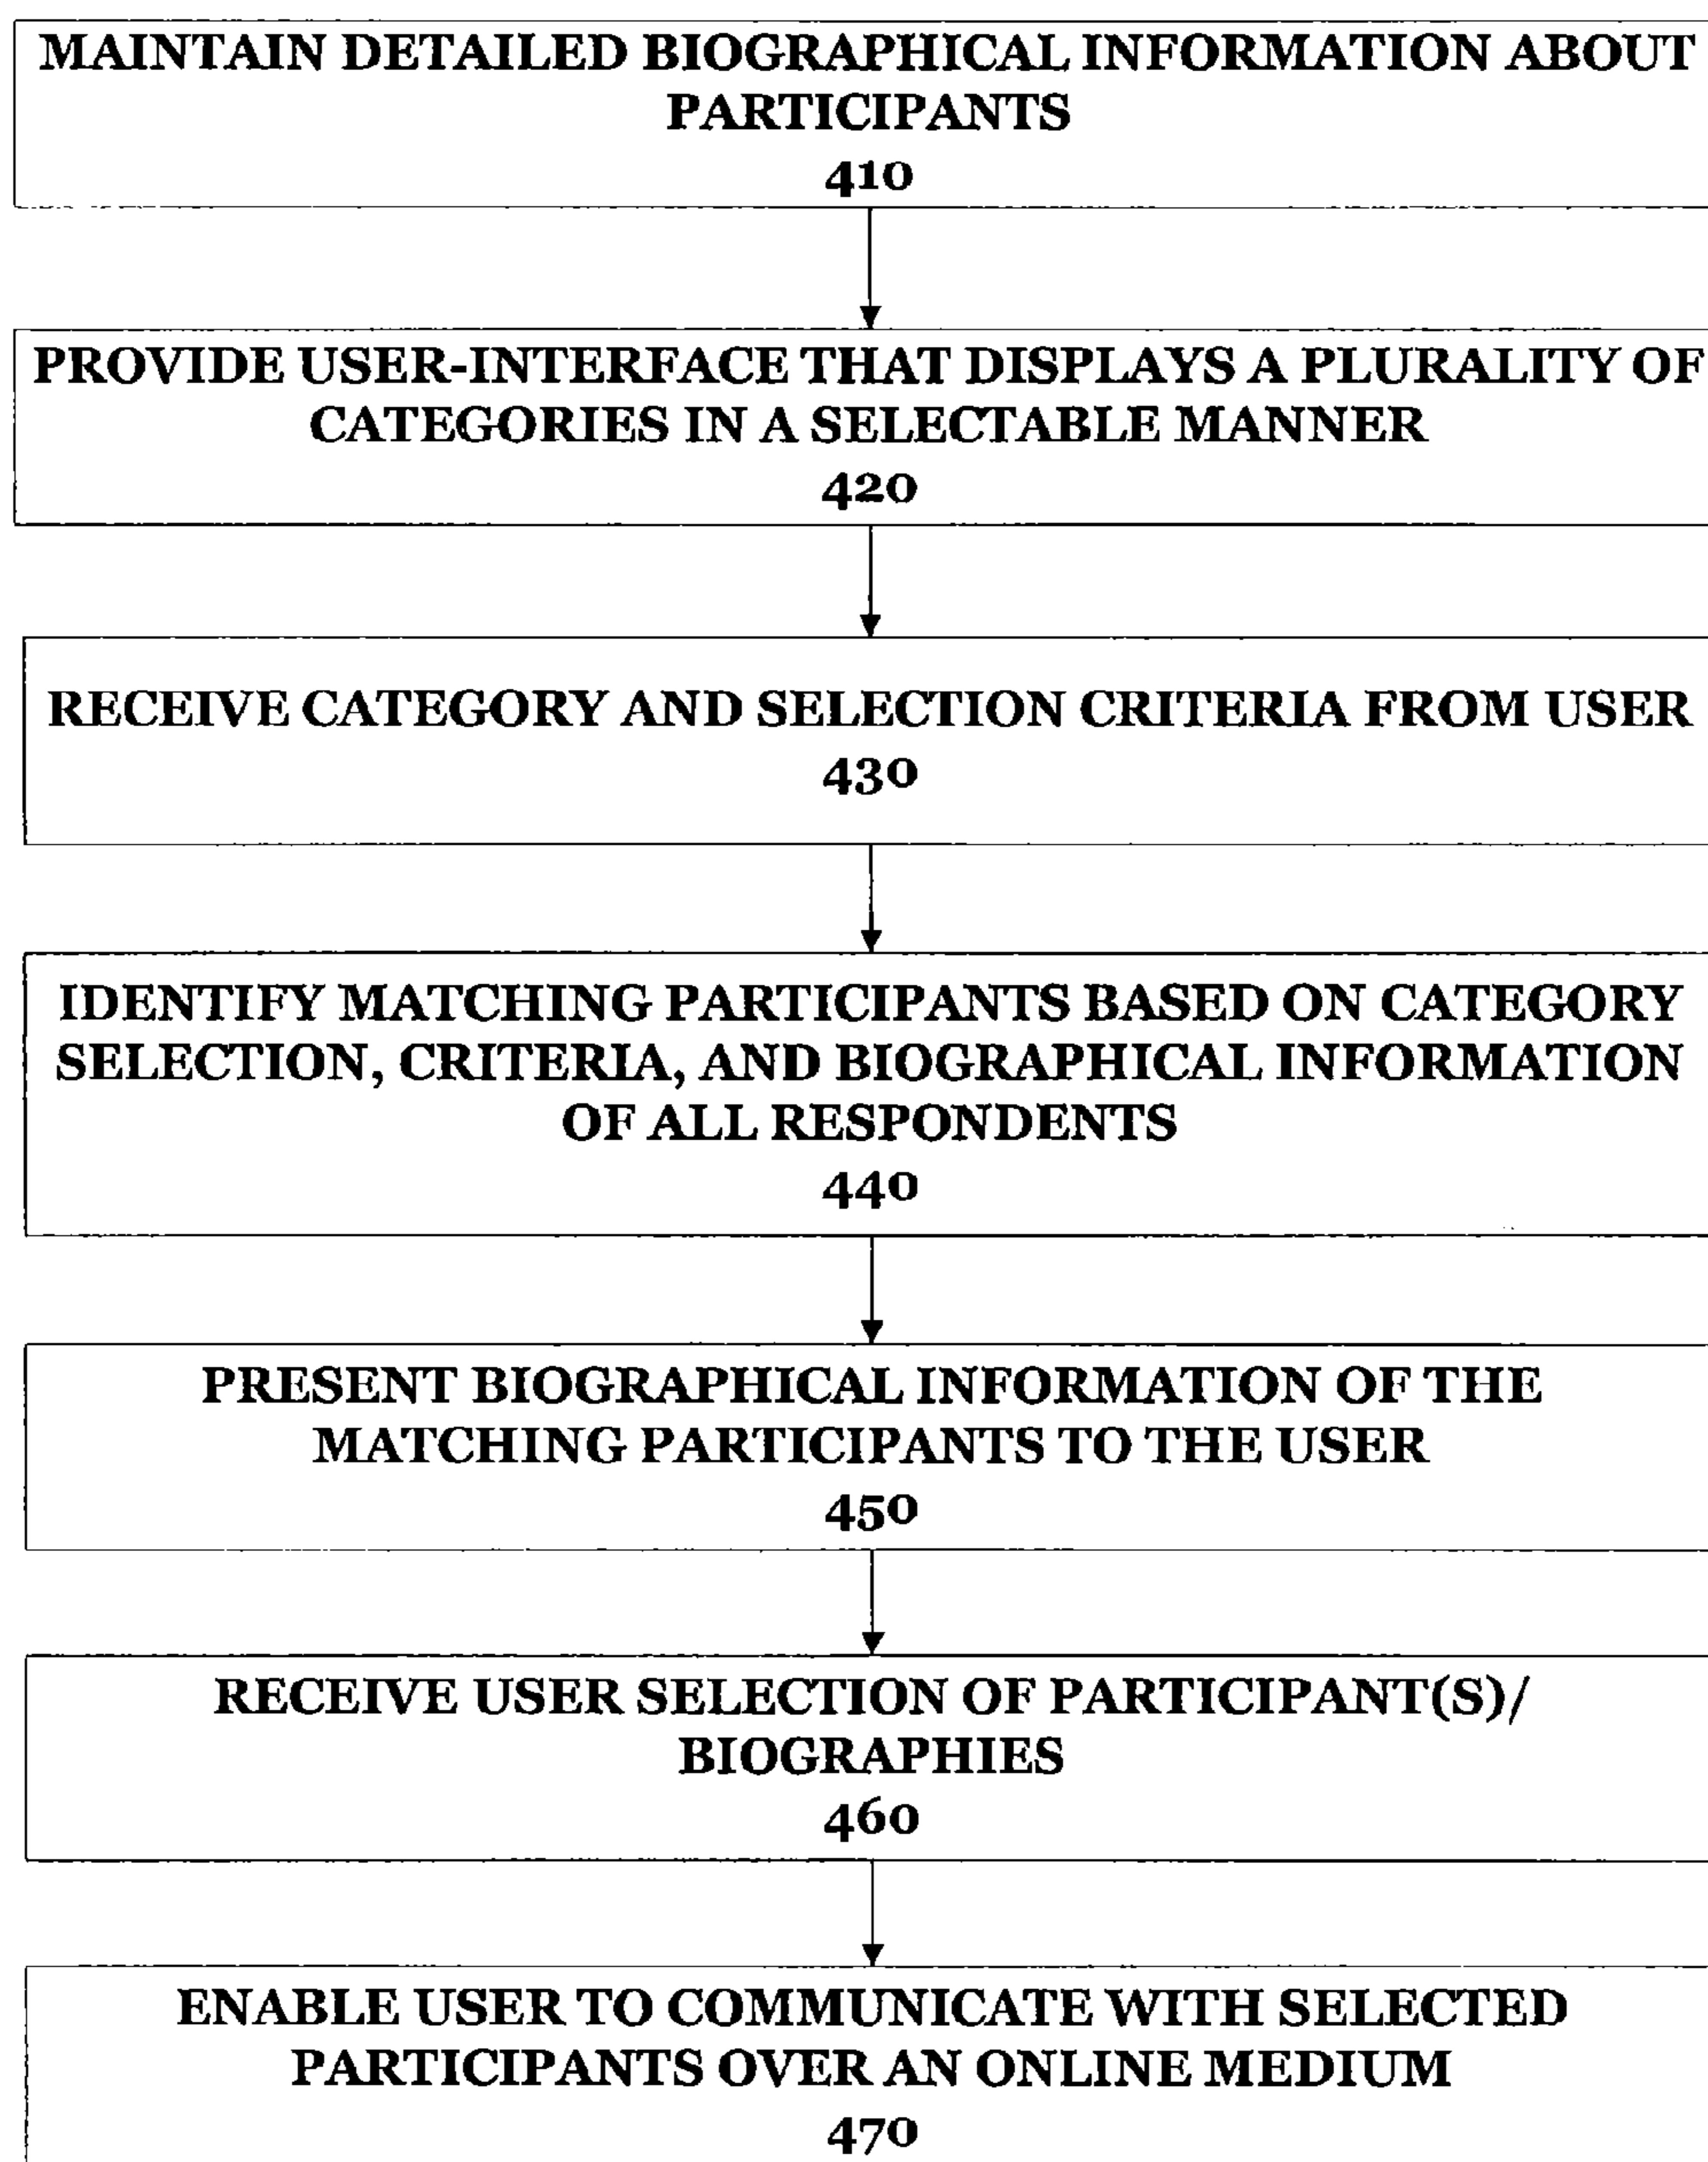 MAINTAIN DETAILED BIOGRAPHICAL INFORMATION ABOUT
PARTICIPANTS
410
PROVIDE USER-INTERFACE THAT DISPLAYS A PLURALITY OF
CATEGORIES IN A SELECTABLE MANNER
420
RECEIVE CATEGORY AND SELECTION CRITERIA FROM USER
430
IDENTIFY MATCHING PARTICIPANTS BASED ON CATEGORY
SELECTION, CRITERIA, AND BIOGRAPHICAL INFORMATION
OF ALL RESPONDENTS
440
PRESENT BIOGRAPHICAL INFORMATION OF THE
MATCHING PARTICIPANTS TO THE USER
450
RECEIVE USER SELECTION OF PARTICIPANT(S)/
BIOGRAPHIES
460
ENABLE USER TO COMMUNICATE WITH SELECTED
PARTICIPANTS OVER AN ONLINE MEDIUM
470